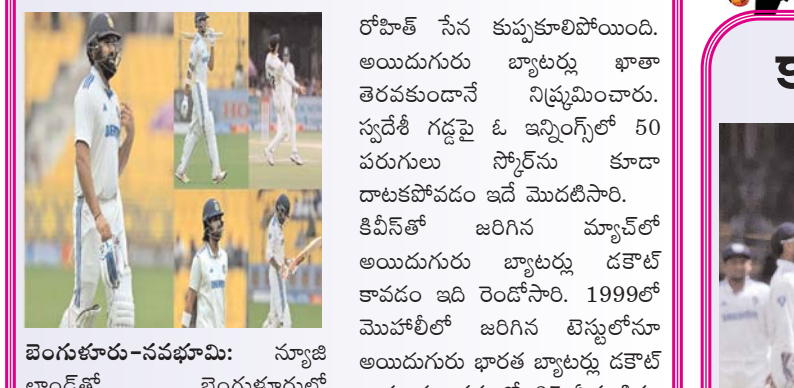 బెంగుళూరు-నవభూమి: న్యూజి
లాండ్‌తో బెంగుళూరులో
రోహిత్ సేన కుప్పకూలిపోయింది.
అయిదుగురు బ్యాటర్లు ఖాతా
తెరవకుండానే నిష్ర్కమించారు.
స్వదేశీ గడ్డపై ఓ ఇన్నింగ్స్‌లో 50
పరుగులు స్కోర్‌ను కూడా
దాటకపోవడం ఇదే మొదటిసారి.
కివీస్‌తో జరిగిన మ్యాచ్‌లో
అయిదుగురు బ్యాటర్లు డకౌట్
కావడం ఇది రెండోసారి. 1999లో
మొహాలీలో జరిగిన టెస్టులోనూ
అయిదుగురు భారత బ్యాటర్లు డకౌట్